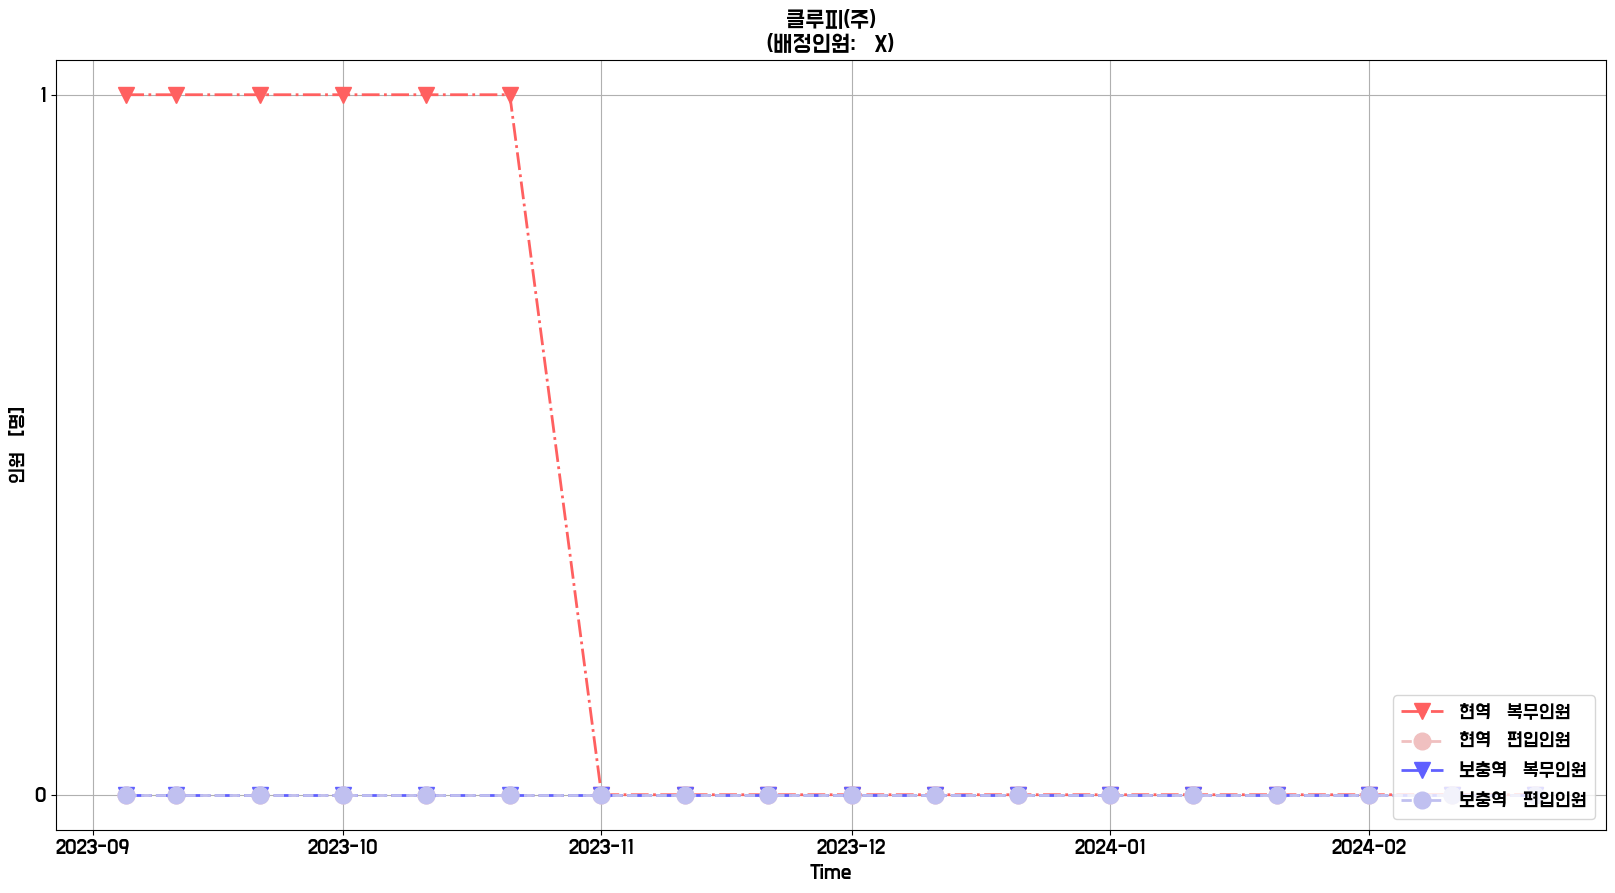 클루피(주)
(배정인원: X)
1
0
인원 [명]
2023-09
2023-10
2023-11
2023-12
2024-01
2024-02
Time
현역 복무인원
현역 편입인원
보충역 복무인원
보충역 편입인원